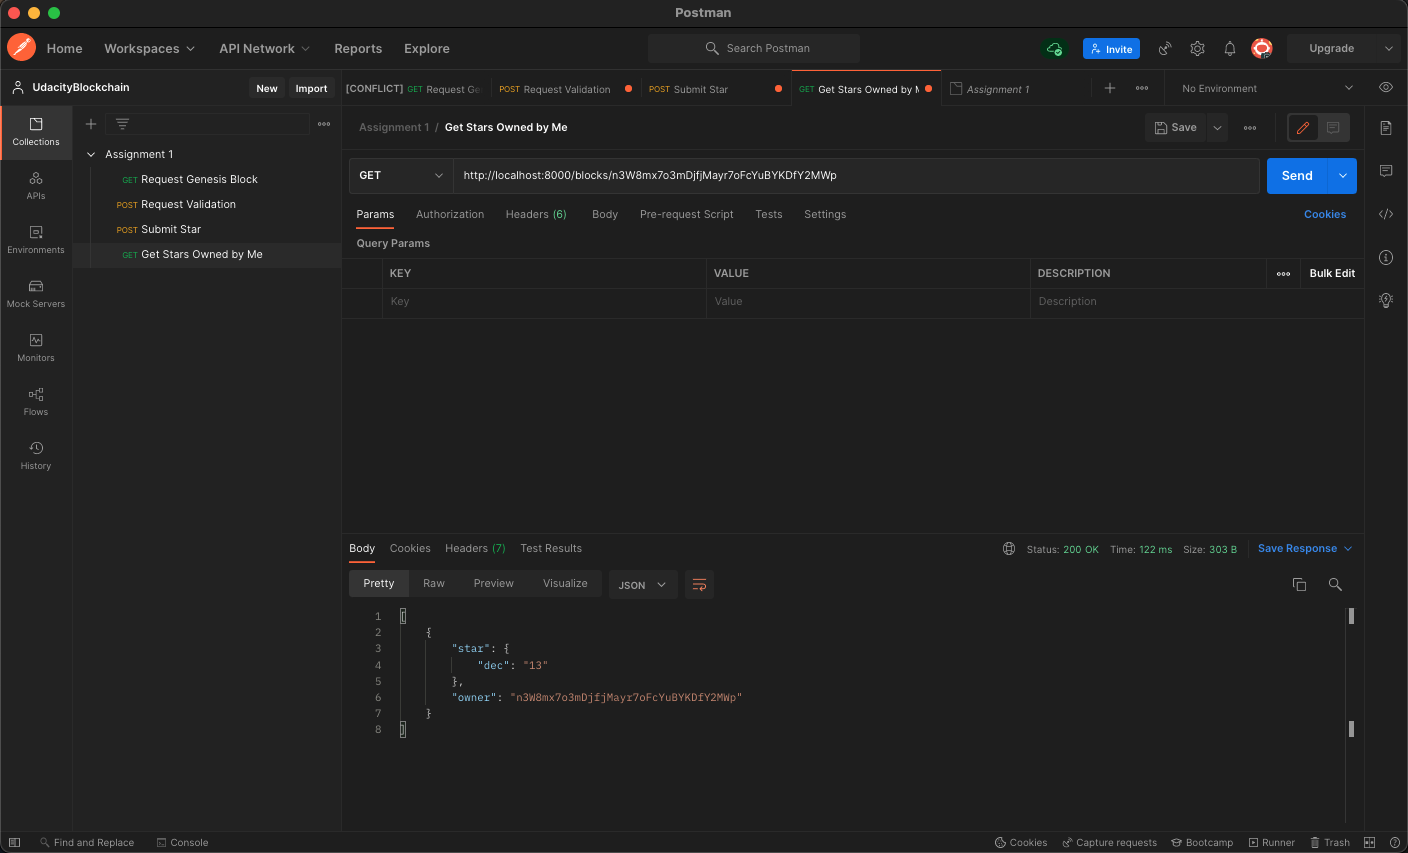 Postman
Home Workspaces API Network Reports Explore Search Postman Invite Upgrade
UdacityBlockchain New Import
[CONFLICT] GET Request Ge POST Request Validation POST Submit Star GET Get Stars Owned by M Assignment 1 No Environment
Collections
APIs
Environments
Mock Servers
Monitors
Flows
History
Assignment 1
GET Request Genesis Block
POST Request Validation
POST Submit Star
GET Get Stars Owned by Me
Assignment 1 / Get Stars Owned by Me Save
GET http://localhost:8000/blocks/n3W8mx7o3mDjfjMayr7oFcYuBYKDfY2MWp Send
Params Authorization Headers (6) Body Pre-request Script Tests Settings Cookies
Query Params
KEY VALUE DESCRIPTION Bulk Edit
Key Value Description
Body Cookies Headers (7) Test Results Status: 200 OK Time: 122 ms Size: 303 B Save Response
Pretty Raw Preview Visualize JSON
1 [
2 {
3 "star": {
4 "dec": "13"
5 },
6 "owner": "n3W8mx7o3mDjfjMayr7oFcYuBYKDfY2MWp"
7 }
8 ]
Find and Replace Console Cookies Capture requests Bootcamp Runner Trash